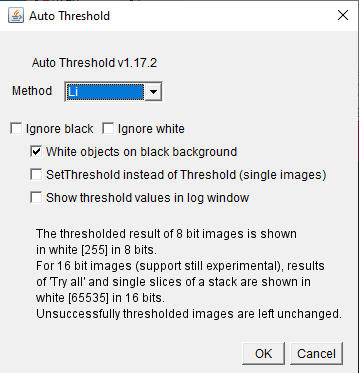 Auto Threshold
Auto Threshold v1.17.2
Method Li
Ignore black Ignore white
White objects on black background
SetThreshold instead of Threshold (single images)
Show threshold values in log window
The thresholded result of 8 bit images is shown
in white [255] in 8 bits.
For 16 bit images (support still experimental), results
of 'Try all' and single slices of a stack are shown in
white [65535] in 16 bits.
Unsuccessfully thresholded images are left unchanged.
OK Cancel